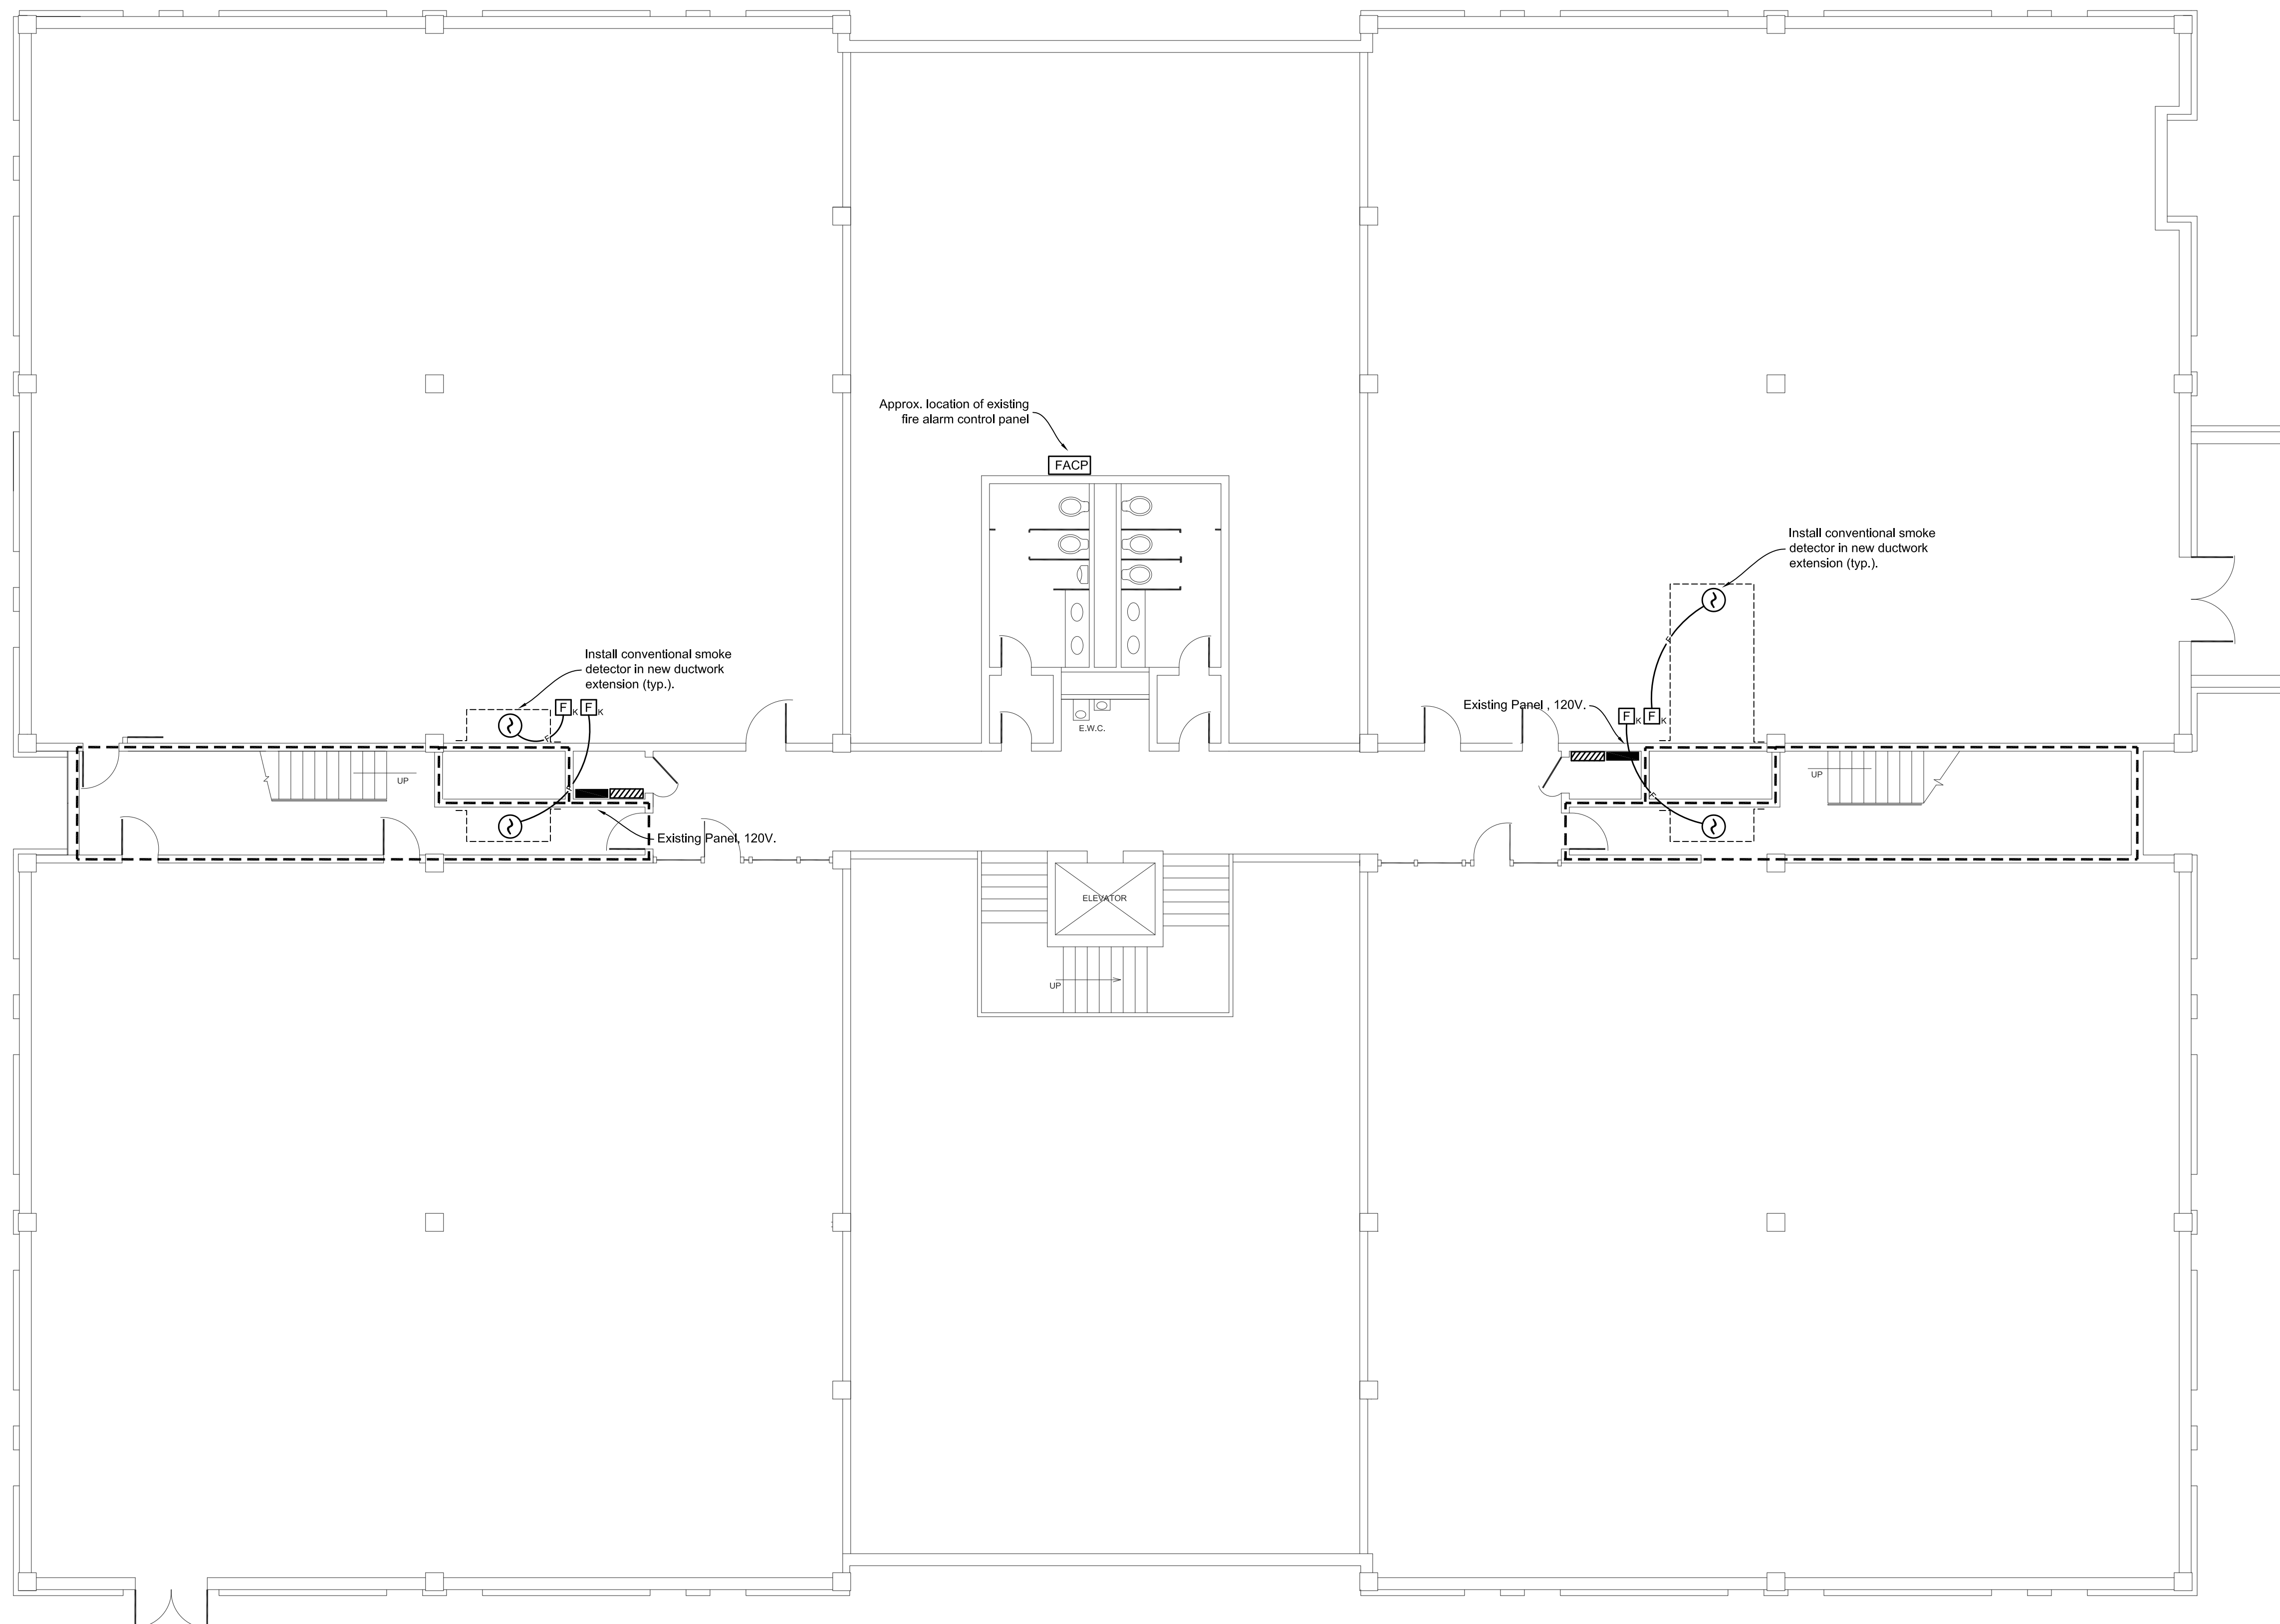 Approx. location of existing
fire alarm control panel
FACP
Install conventional smoke
detector in new ductwork
extension (typ.).
Install conventional smoke
detector in new ductwork
extension (typ.).
F
F K
F K
Existing Panel , 120V.
F K
F K
E.W.C.
F
UP
UP
F
F
Existing Panel, 120V.
ELEVATOR
UP